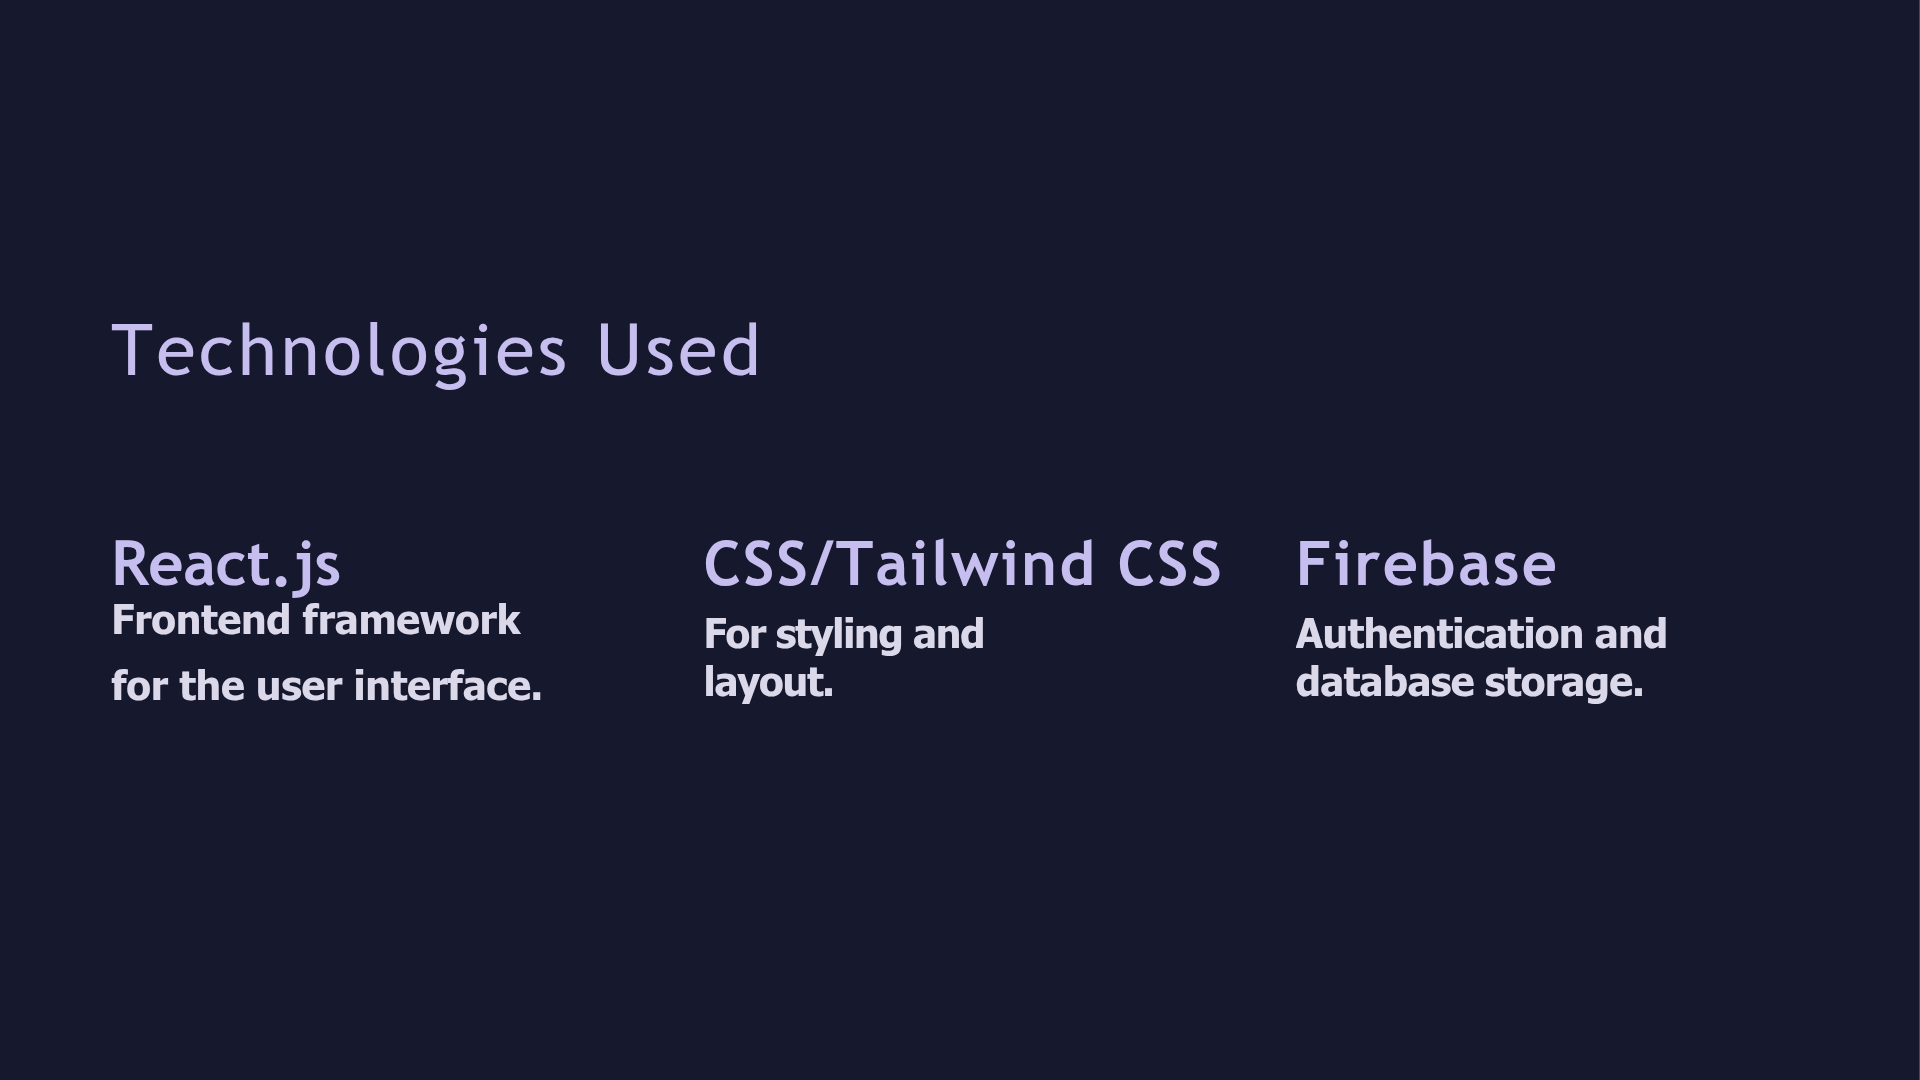 Technologies Used
React.js
Frontend framework
for the user interface.
CSS/Tailwind CSS
For styling and
layout.
Firebase
Authentication and
database storage.